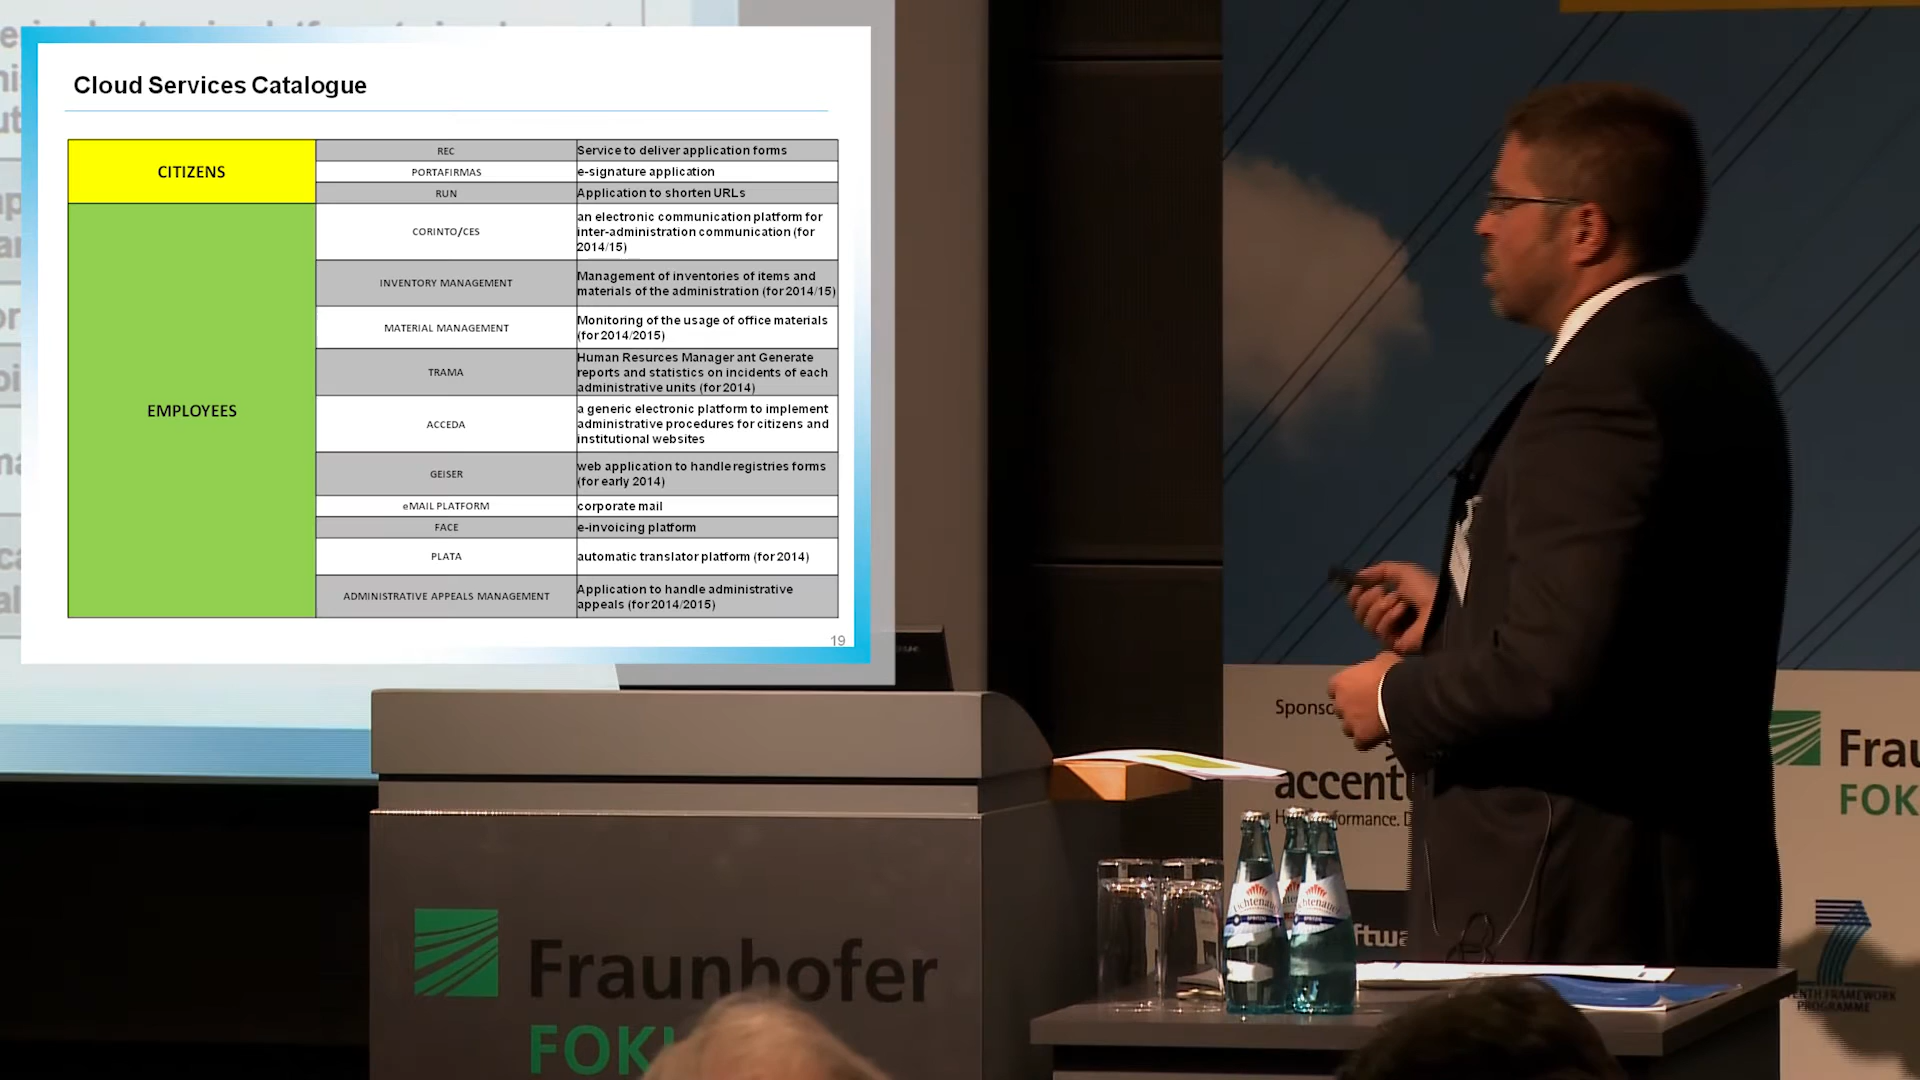 Cloud Services Catalogue
CITIZENS
REC
Service to deliver application forms
PORTAFIRMAS
e-signature application
RUN
Application to shorten URLs
EMPLOYEES
CORINTO/CES
an electronic communication platform for
inter-administration communication (for
2014/15)
INVENTORY MANAGEMENT
Management of inventories of items and
materials of the administration (for 2014/15)
MATERIAL MANAGEMENT
Monitoring of the usage of office materials
(for 2014/2015)
TRAMA
Human Resurces Manager ant Generate
reports and statistics on incidents of each
administrative units (for 2014)
ACCEDA
a generic electronic platform to implement
administrative procedures for citizens and
institutional websites
GEISER
web application to handle registries forms
(for early 2014)
eMAIL PLATFORM
corporate mail
FACE
e-invoicing platform
PLATA
automatic translator platform (for 2014)
ADMINISTRATIVE APPEALS MANAGEMENT
Application to handle administrative
appeals (for 2014/2015)
19
Sponso
accent
Frau
FOK
Fraunhofer
FOKU
ftwa
7
ENTH FRAMEWORK
PROGRAMME